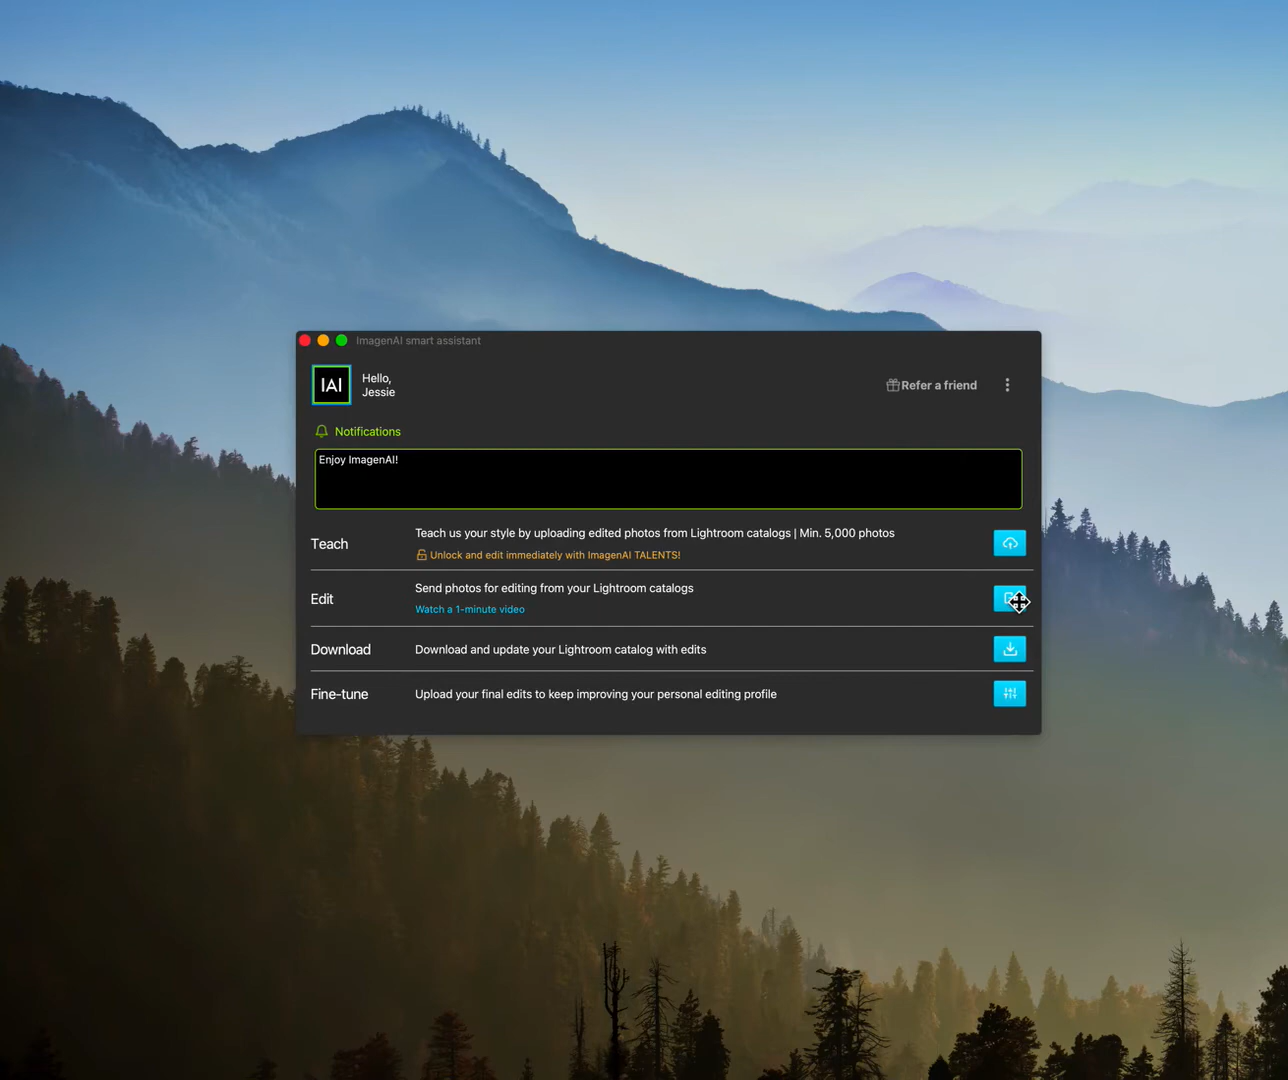 ImagenAI smart assistant
IAI
Hello,
Jessie
Refer a friend
Notifications
Enjoy ImagenAI!
Teach
Teach us your style by uploading edited photos from Lightroom catalogs | Min. 5,000 photos
Unlock and edit immediately with ImagenAI TALENTS!
Edit
Send photos for editing from your Lightroom catalogs
Watch a 1-minute video
Download
Download and update your Lightroom catalog with edits
Fine-tune
Upload your final edits to keep improving your personal editing profile